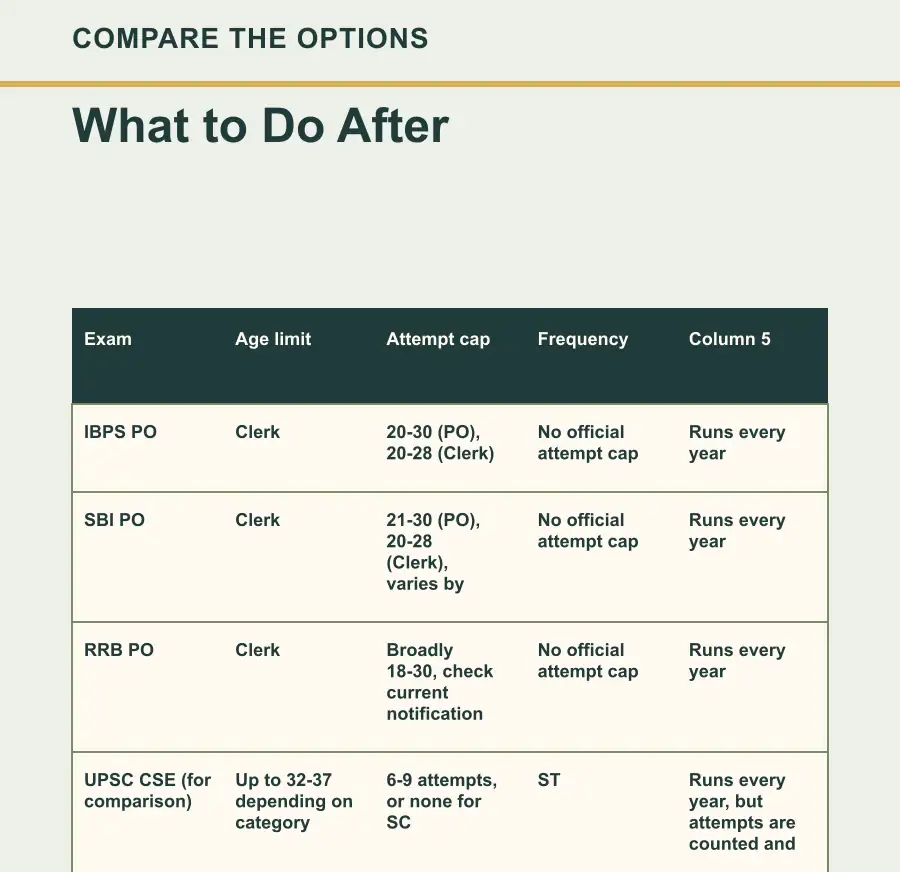 COMPARE THE OPTIONS
What to Do After
Exam Age limit Attempt cap Frequency Column 5
IBPS PO Clerk 20-30 (PO), No official Runs every
20-28 (Clerk) attempt cap year
SBI PO Clerk 21-30 (PO), No official Runs every
20-28 attempt cap year
(Clerk),
varies by
RRB PO Clerk Broadly No official Runs every
18-30, check attempt cap year
current
notification
UPSC CSE (for Up to 32-37 6-9 attempts, ST Runs every
comparison) depending on or none for year, but
category SC attempts are
counted and